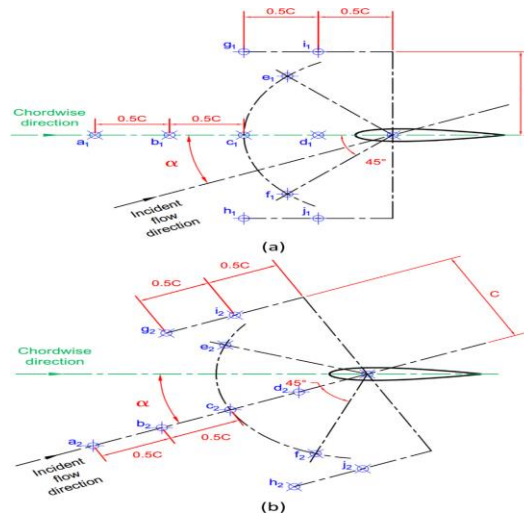 0.5C 0.5C
g₁ i₁
e₁
0.5C 0.5C
Chordwise
direction
a₁ b₁ c₁ d₁
α 45°
f₁
Incident
flow
direction
h₁ j₁
(a)
0.5C
0.5C
C
g₂ i₂
e₂
Chordwise
direction
α 45°
d₂
c₂
b₂
a₂
0.5C
0.5C
f₂
Incident
flow
direction
j₂
h₂
(b)